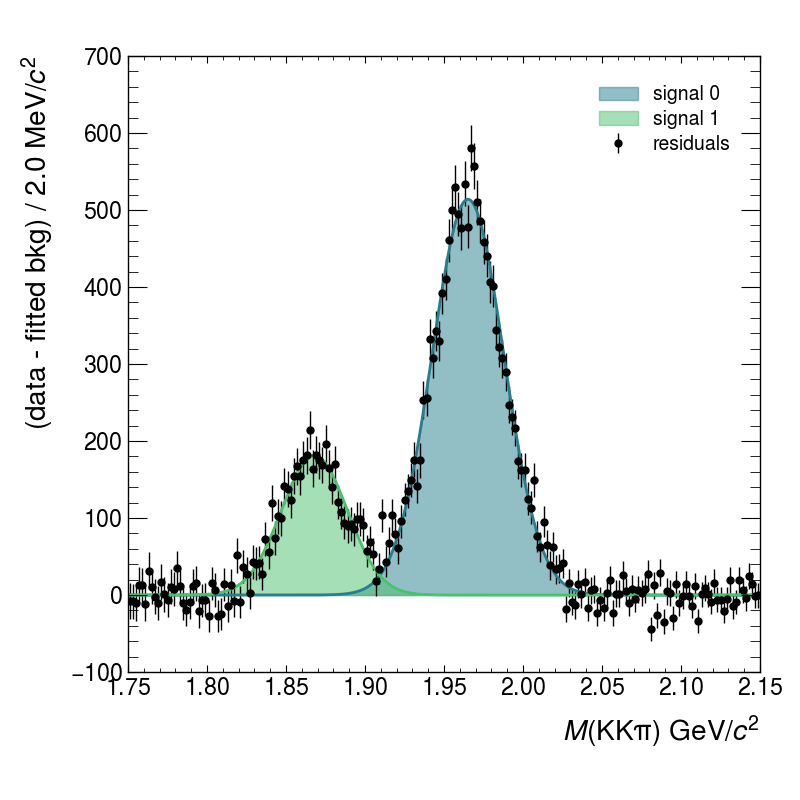 (data - fitted bkg) / 2.0 MeV/c²
700
600
500
400
300
200
100
0
−100
signal 0
signal 1
residuals
1.75 1.80 1.85 1.90 1.95 2.00 2.05 2.10 2.15
M(KKπ) GeV/c²